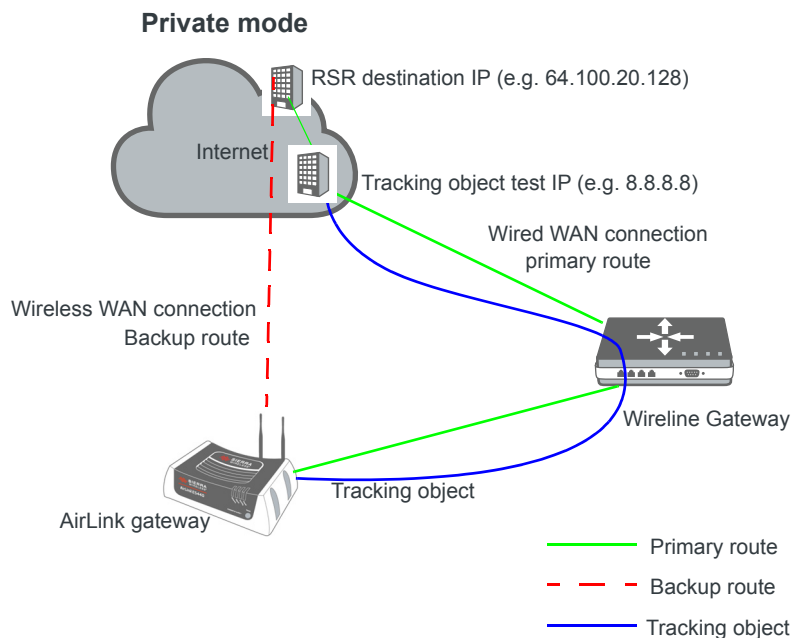 Private mode
RSR destination IP (e.g. 64.100.20.128)
Internet
Tracking object test IP (e.g. 8.8.8.8)
Wired WAN connection
primary route
Wireless WAN connection
Backup route
Wireline Gateway
SIERRA
Tracking object
AirLink gateway
Primary route
Backup route
Tracking object